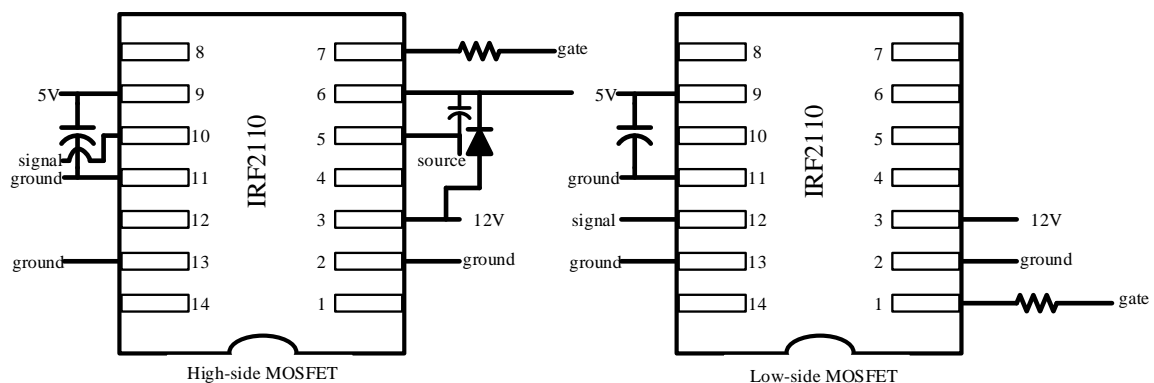 8
7
gate
5V
9
6
10
5
signal
source
ground
11
4
12
3
12V
ground
13
2
ground
14
1
IRF2110
High-side MOSFET
8
7
5V
9
6
10
5
ground
11
4
signal
12
3
12V
ground
13
2
ground
14
1
gate
IRF2110
Low-side MOSFET